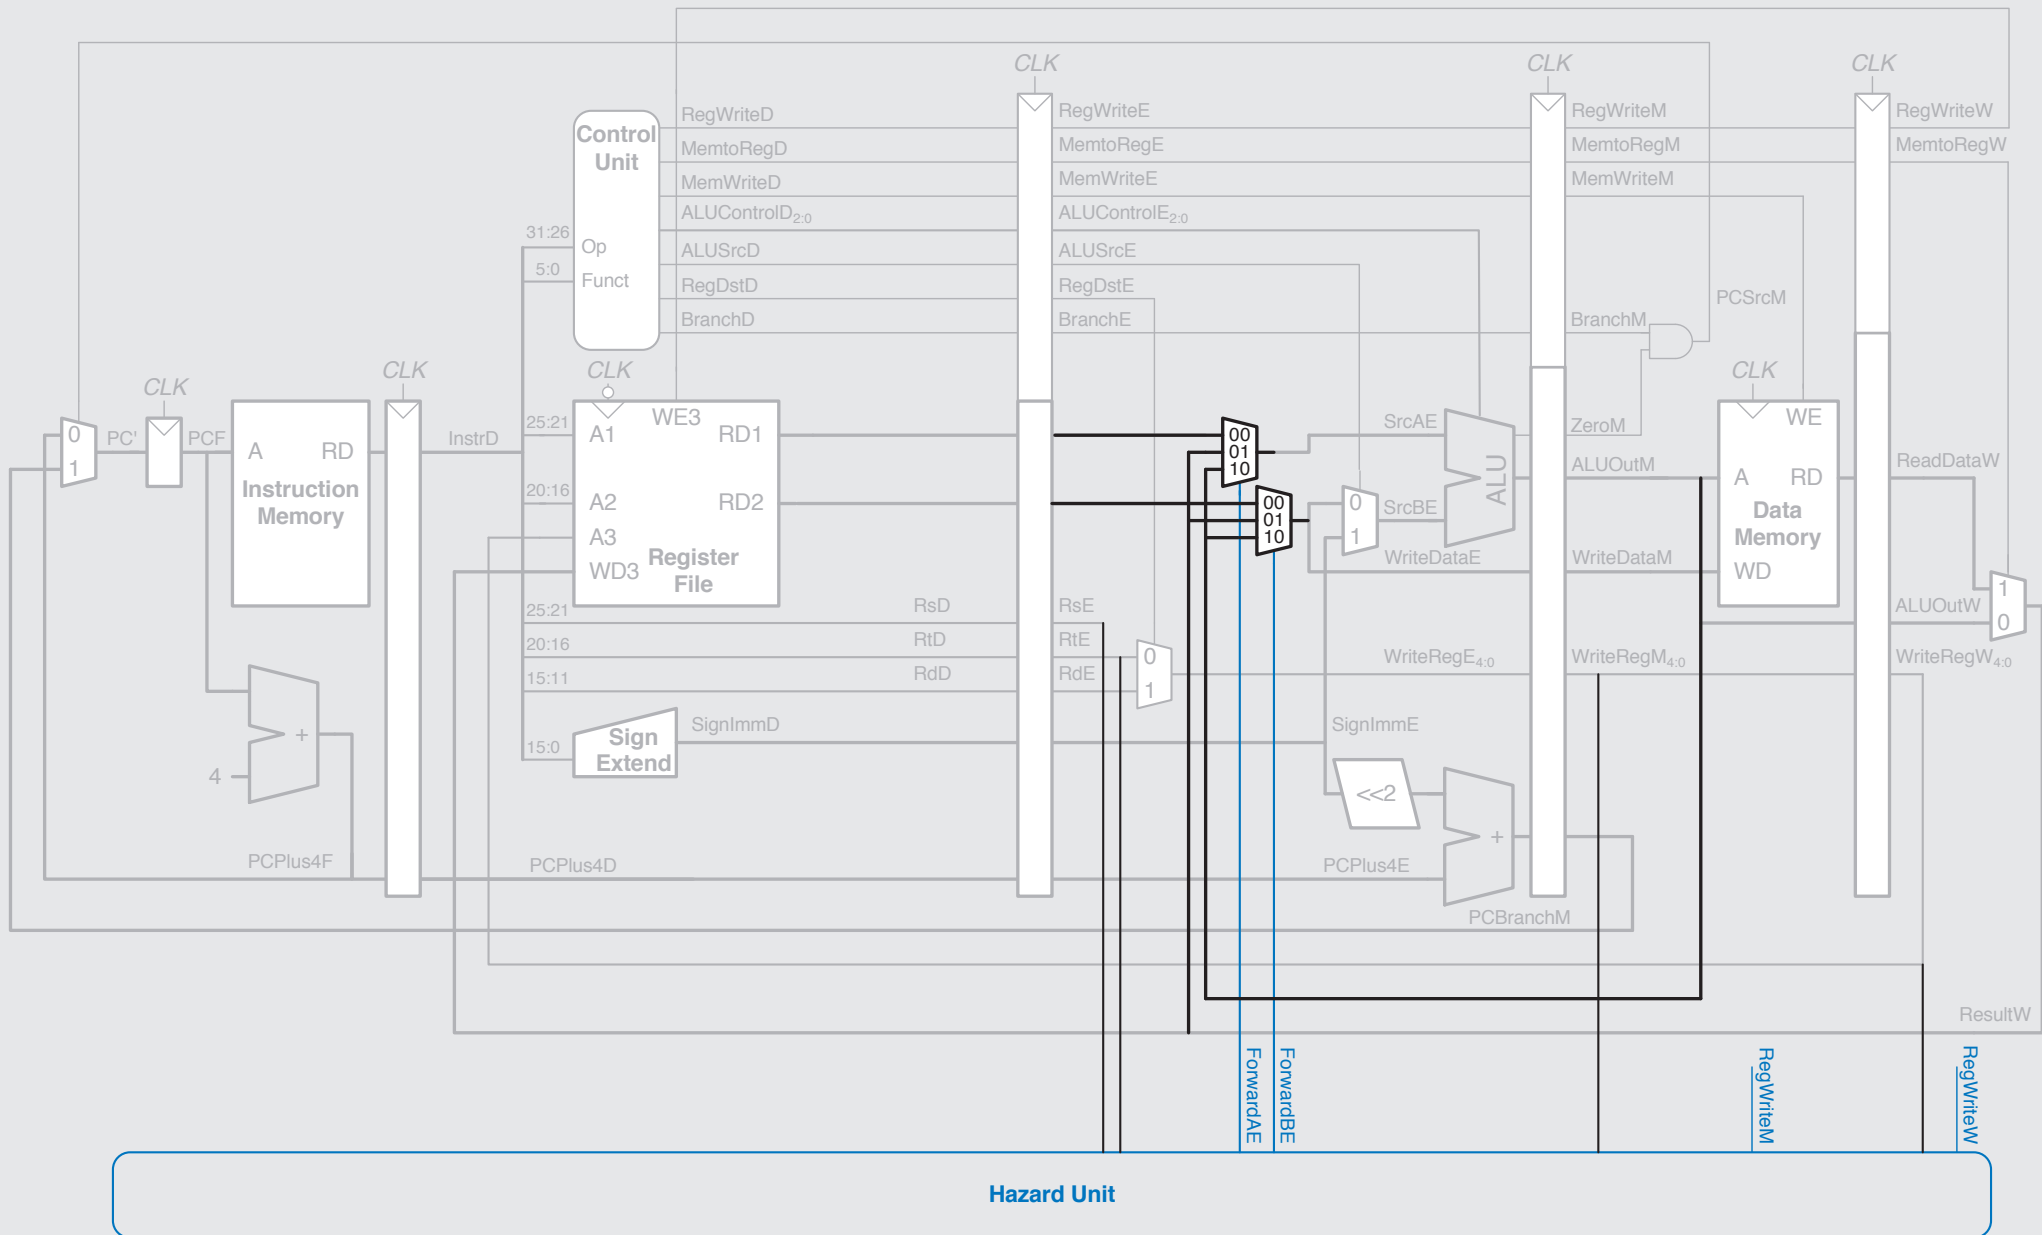 CLK
CLK
CLK
RegWriteD
RegWriteE
RegWriteM
RegWriteW
Control
Unit
MemtoRegD
MemtoRegE
MemtoRegM
MemtoRegW
MemWriteD
MemWriteE
MemWriteM
ALUControlD2:0
ALUControlE2:0
31:26
Op
ALUSrcD
ALUSrcE
5:0
Funct
RegDstD
RegDstE
PCSrcM
BranchD
BranchE
BranchM
CLK
CLK
CLK
CLK
0
1
PC'
PCF
A
RD
Instruction
Memory
InstrD
25:21
A1
WE3
RD1
20:16
A2
RD2
A3
WD3
Register
File
00
01
10
00
01
10
0
1
SrcAE
SrcBE
ALU
ZeroM
ALUOutM
WE
A
RD
Data
Memory
WD
ReadDataW
WriteDataE
WriteDataM
1
0
ALUOutW
25:21
RsD
RsE
20:16
RtD
RtE
15:11
RdD
RdE
0
1
WriteRegE4:0
WriteRegM4:0
WriteRegW4:0
15:0
Sign
Extend
SignImmD
SignImmE
+
4
<<2
+
PCPlus4F
PCPlus4D
PCPlus4E
PCBranchM
ResultW
ForwardAE
ForwardBE
RegWriteM
RegWriteW
Hazard Unit